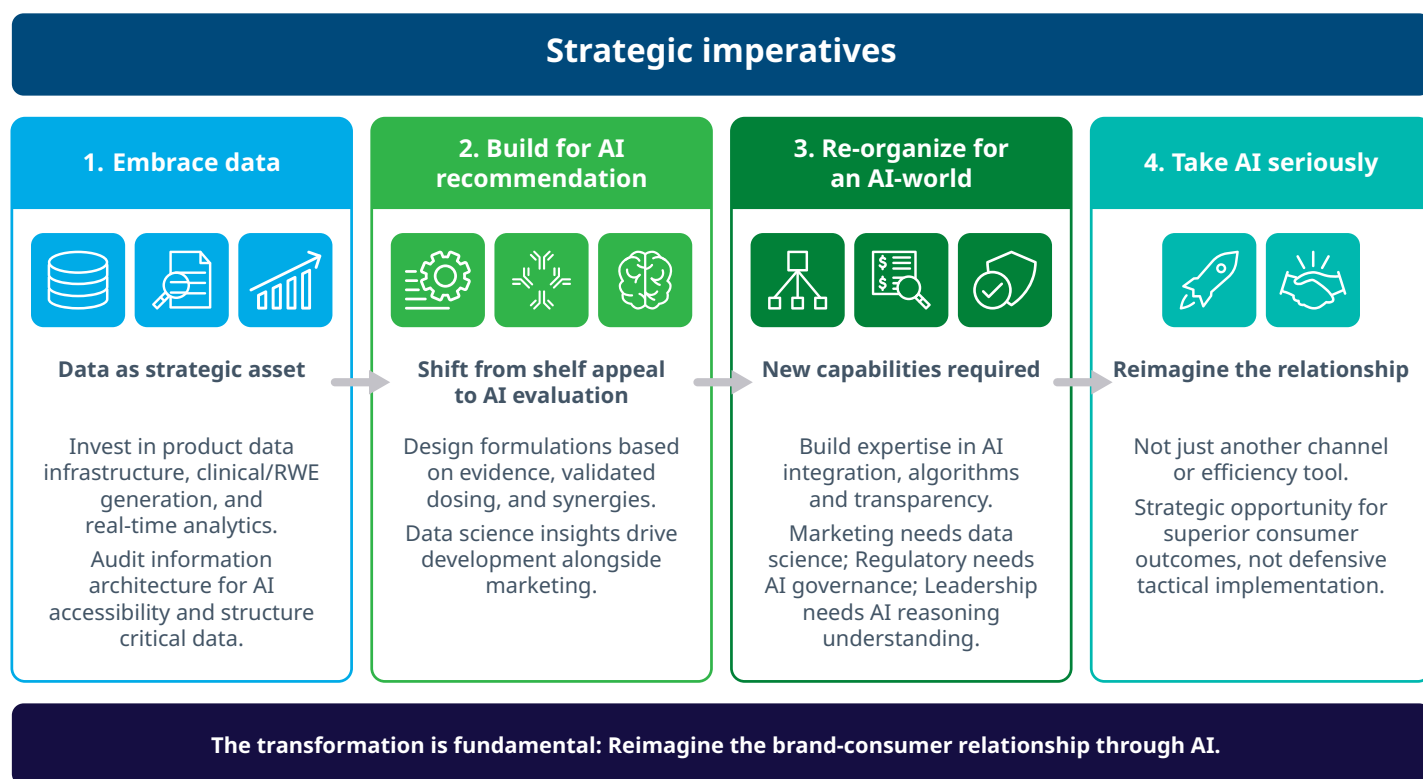 Strategic imperatives
1. Embrace data
Data as strategic asset
Invest in product data
infrastructure, clinical/RWE
generation, and
real-time analytics.
Audit information
architecture for AI
accessibility and structure
critical data.
2. Build for AI
recommendation
Shift from shelf appeal
to AI evaluation
Design formulations based
on evidence, validated
dosing, and synergies.
Data science insights drive
development alongside
marketing.
3. Re-organize for
an AI-world
$
$
New capabilities required
Build expertise in AI
integration, algorithms
and transparency.
Marketing needs data
science; Regulatory needs
AI governance; Leadership
needs AI reasoning
understanding.
4. Take AI seriously
Reimagine the relationship
Not just another channel
or efficiency tool.
Strategic opportunity for
superior consumer
outcomes, not defensive
tactical implementation.
The transformation is fundamental: Reimagine the brand-consumer relationship through AI.